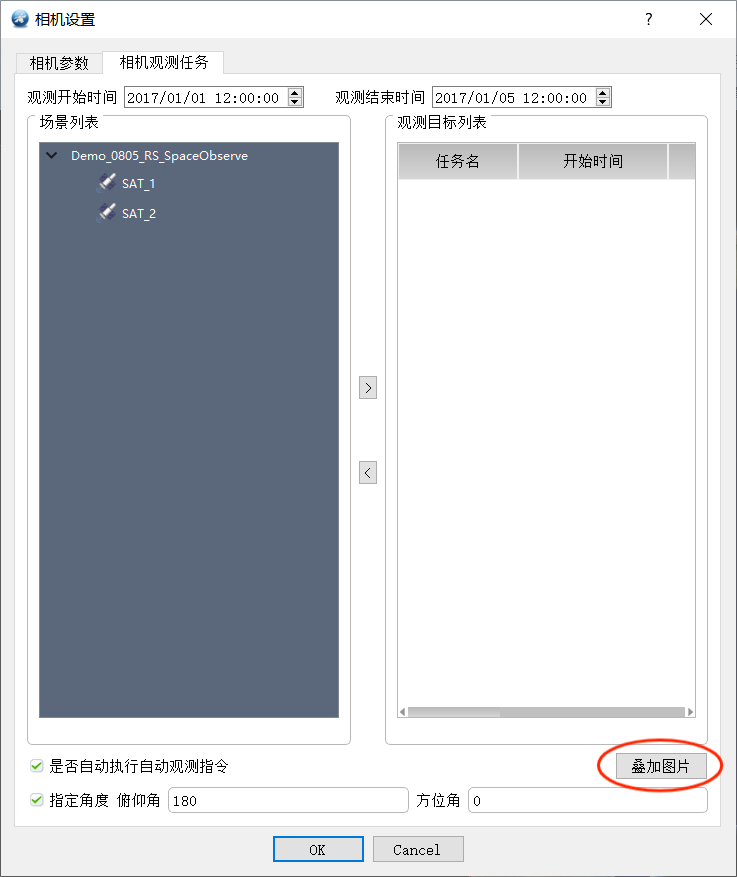 相机设置
相机参数 相机观测任务
观测开始时间 2017/01/01 12:00:00 观测结束时间 2017/01/05 12:00:00
场景列表 观测目标列表
Demo_0805_RS_SpaceObserve 任务名 开始时间
SAT_1
SAT_2
>
<
是否自动执行自动观测指令 叠加图片
指定角度 俯仰角 180 方位角 0
OK Cancel